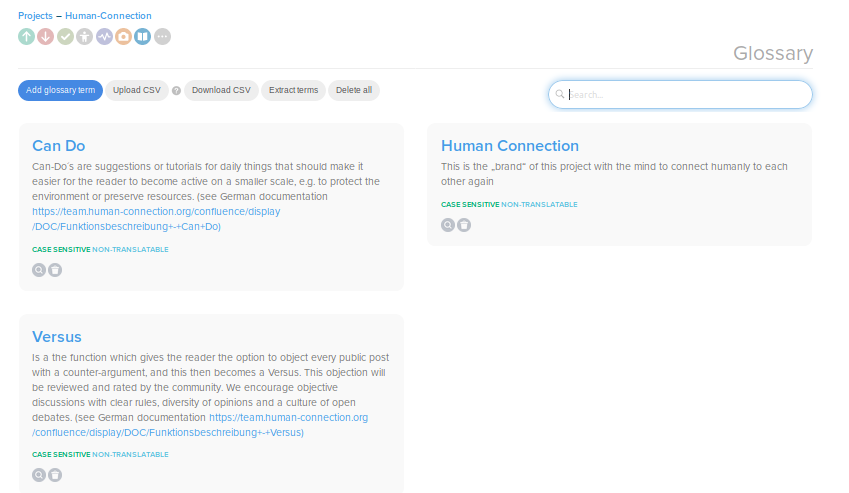 Projects – Human-Connection
Glossary
Add glossary term
Upload CSV
?
Download CSV
Extract terms
Delete all
Search...
Can Do
Can-Do´s are suggestions or tutorials for daily things that should make it
easier for the reader to become active on a smaller scale, e.g. to protect the
environment or preserve resources. (see German documentation
https://team.human-connection.org/confluence/display
/DOC/Funktionsbeschreibung+-+Can+Do)
CASE SENSITIVE NON-TRANSLATABLE
Human Connection
This is the „brand“ of this project with the mind to connect humanly to each
other again
CASE SENSITIVE NON-TRANSLATABLE
Versus
Is a the function which gives the reader the option to object every public post
with a counter-argument, and this then becomes a Versus. This objection will
be reviewed and rated by the community. We encourage objective
discussions with clear rules, diversity of opinions and a culture of open
debates. (see German documentation https://team.human-connection.org
/confluence/display/DOC/Funktionsbeschreibung+-+Versus)
CASE SENSITIVE NON-TRANSLATABLE